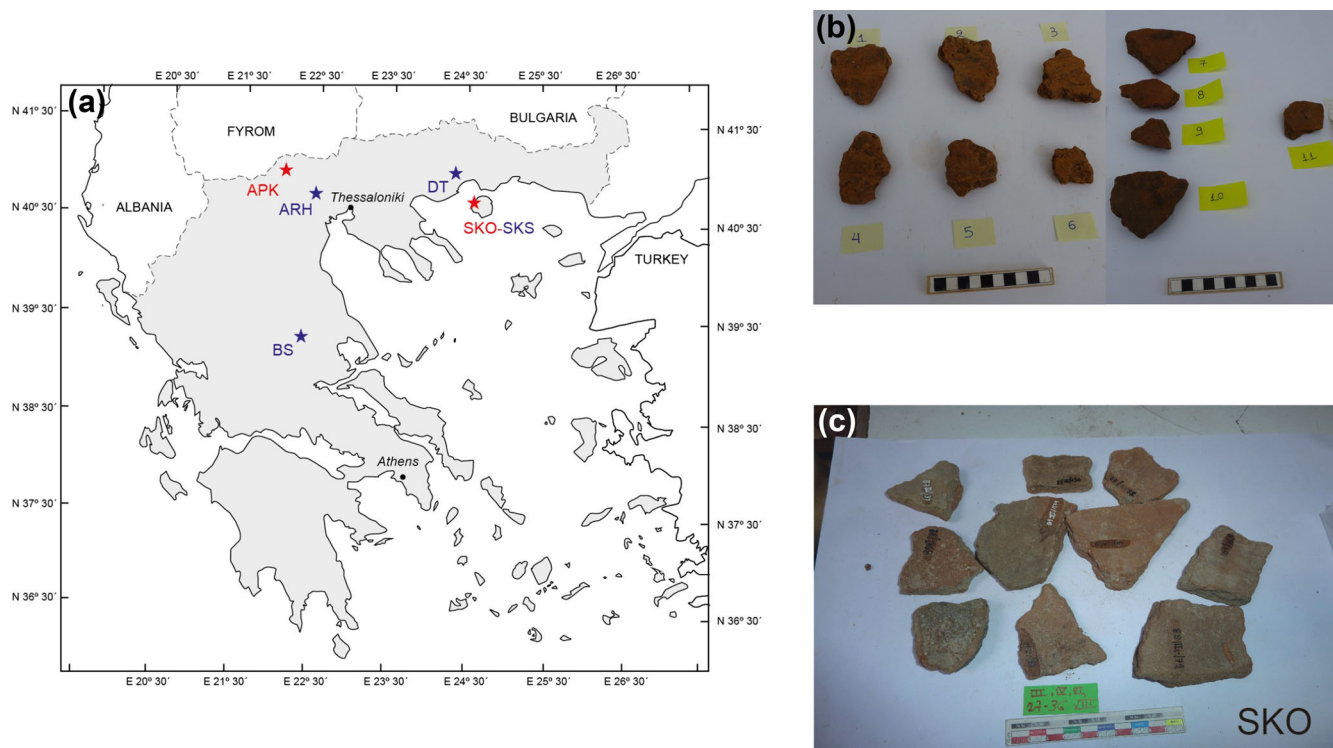 (a)
E 20° 30´ E 21° 30´ E 22° 30´ E 23° 30´ E 24° 30´ E 25° 30´ E 26° 30´
N 41° 30´
N 41° 30´
FYROM
BULGARIA
APK
ARH
Thessaloniki
DT
ALBANIA
N 40° 30´
SKO-SKS
N 40° 30´
TURKEY
N 39° 30´
N 39° 30´
BS
N 38° 30´
N 38° 30´
Athens
N 37° 30´
N 37° 30´
N 36° 30´
N 36° 30´
E 20° 30´ E 21° 30´ E 22° 30´ E 23° 30´ E 24° 30´ E 25° 30´ E 26° 30´
(b)
1 2 3
4 5 6
7
8
9
10
11
(c)
III, IV, VI,
SKO